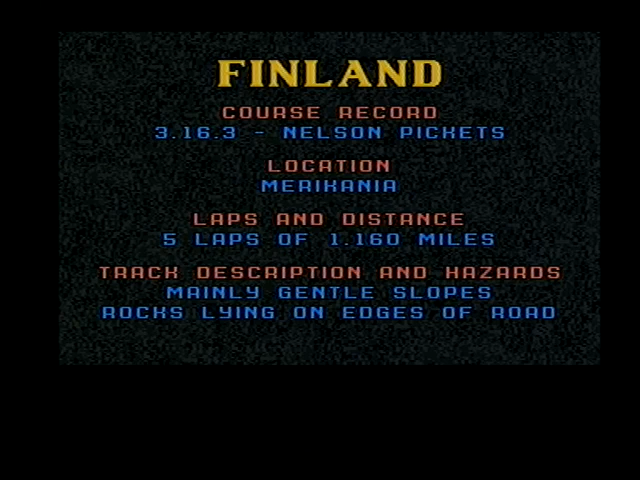 FINLAND
COURSE RECORD
3.16.3 - NELSON PICKETS
LOCATION
MERIKANIA
LAPS AND DISTANCE
5 LAPS OF 1.160 MILES
TRACK DESCRIPTION AND HAZARDS
MAINLY GENTLE SLOPES
ROCKS LYING ON EDGES OF ROAD